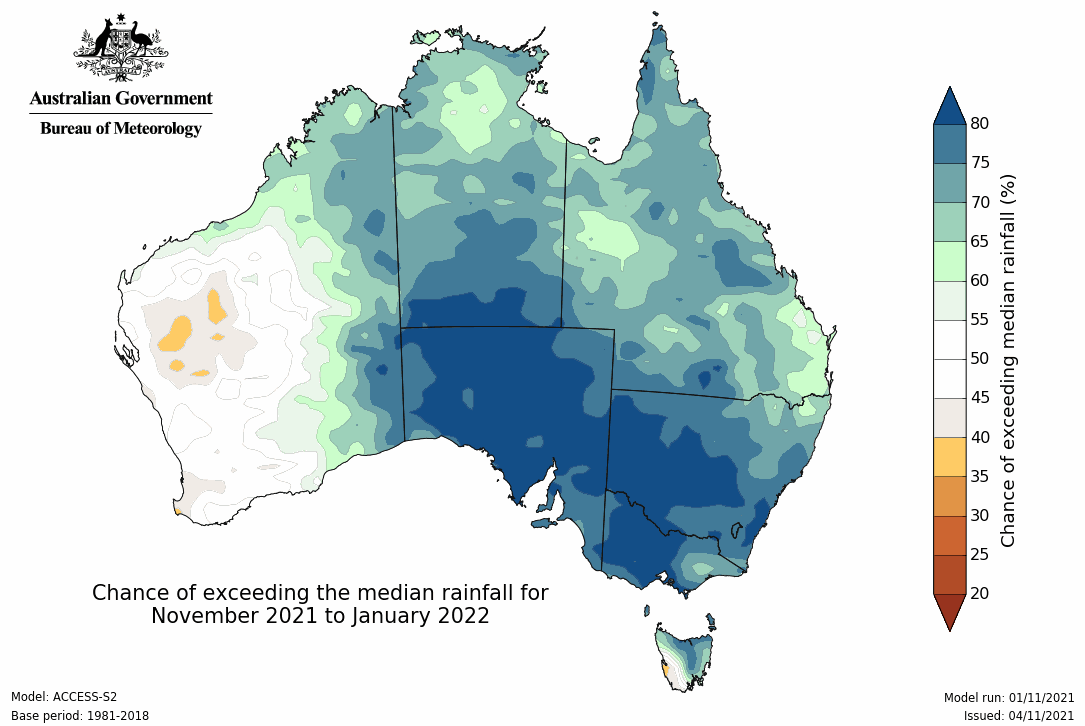 AUSTRALIA
Australian Government
Bureau of Meteorology
80
75
70
65
60
55
50
45
40
35
30
25
20
Chance of exceeding median rainfall (%)
Chance of exceeding the median rainfall for
November 2021 to January 2022
Model: ACCESS-S2
Base period: 1981-2018
Model run: 01/11/2021
Issued: 04/11/2021